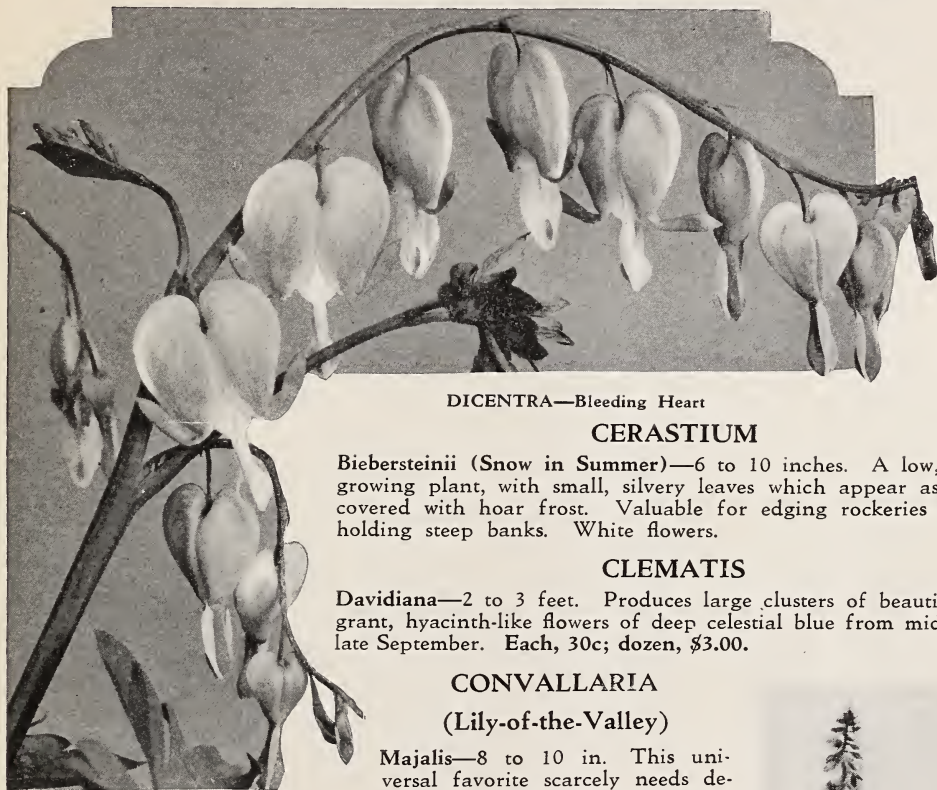 DICENTRA—Bleeding Heart
CERASTIUM
Biebersteinii (Snow in Summer)—6 to 10 inches. A low,
growing plant, with small, silvery leaves which appear as
covered with hoar frost. Valuable for edging rockeries
holding steep banks. White flowers.
CLEMATIS
Davidiana—2 to 3 feet. Produces large clusters of beauti
grant, hyacinth-like flowers of deep celestial blue from mid
late September. Each, 30c; dozen, $3.00.
CONVALLARIA
(Lily-of-the-Valley)
Majalis—8 to 10 in. This uni-
versal favorite scarcely needs de-